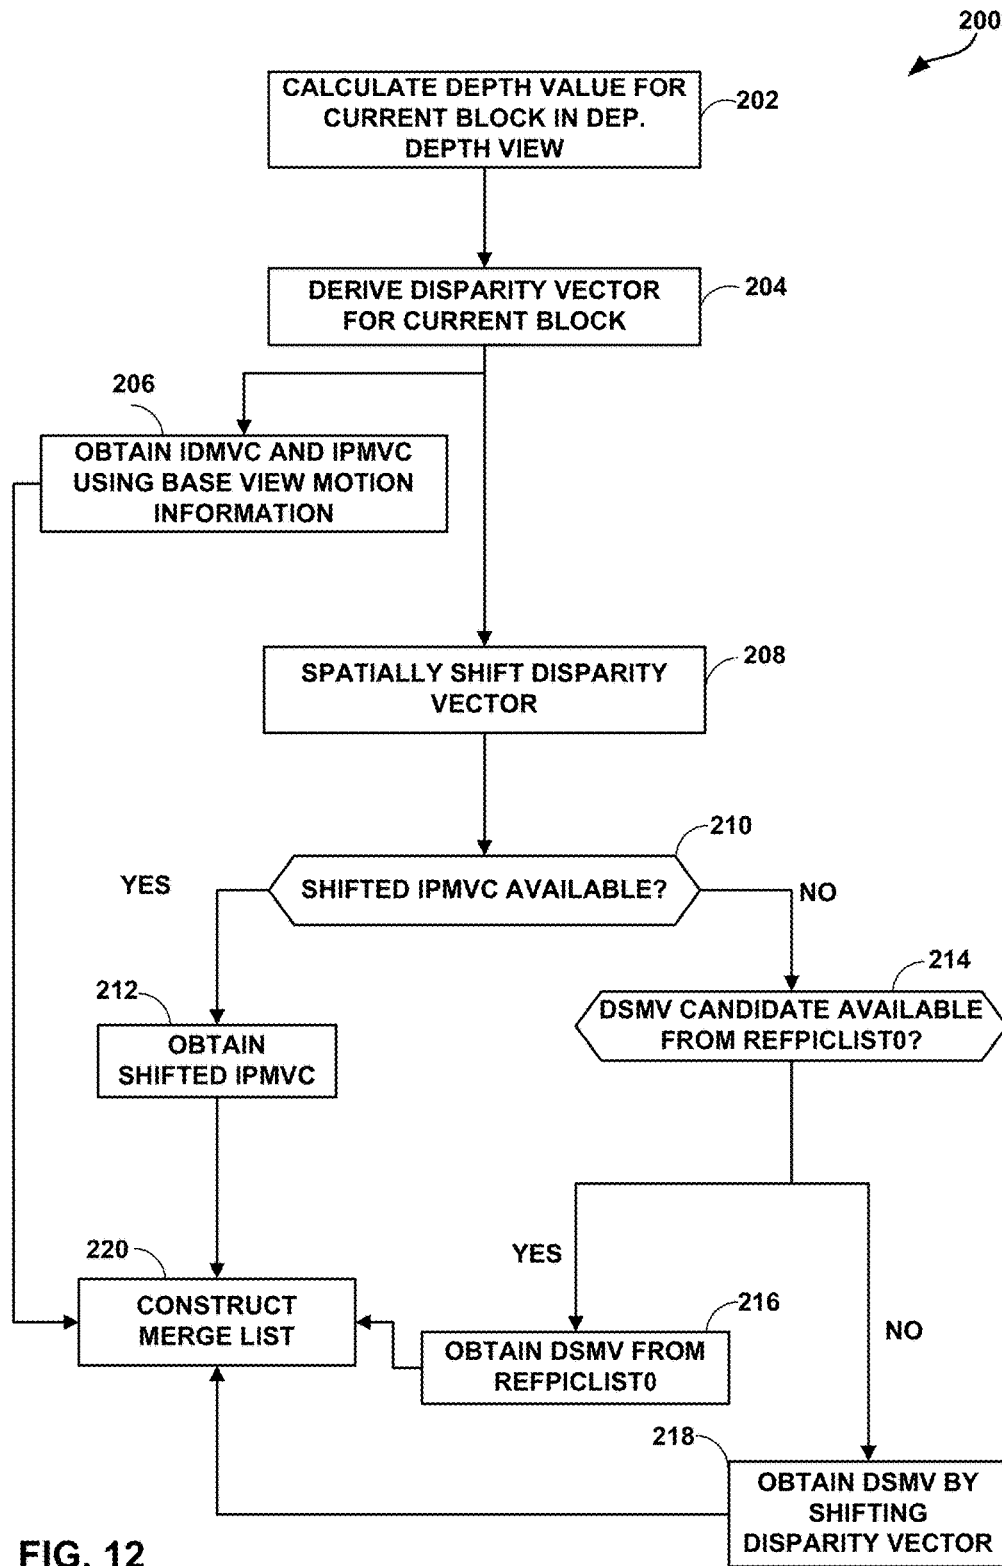 200
CALCULATE DEPTH VALUE FOR
CURRENT BLOCK IN DEP.
DEPTH VIEW
202
DERIVE DISPARITY VECTOR
FOR CURRENT BLOCK
204
206
OBTAIN IDMVC AND IPMVC
USING BASE VIEW MOTION
INFORMATION
SPATIALLY SHIFT DISPARITY
VECTOR
208
210
YES
SHIFTED IPMVC AVAILABLE?
NO
212
OBTAIN
SHIFTED IPMVC
214
DSMV CANDIDATE AVAILABLE
FROM REFPICLIST0?
YES
NO
220
CONSTRUCT
MERGE LIST
216
OBTAIN DSMV FROM
REFPICLIST0
218
OBTAIN DSMV BY
SHIFTING
DISPARITY VECTOR
FIG. 12